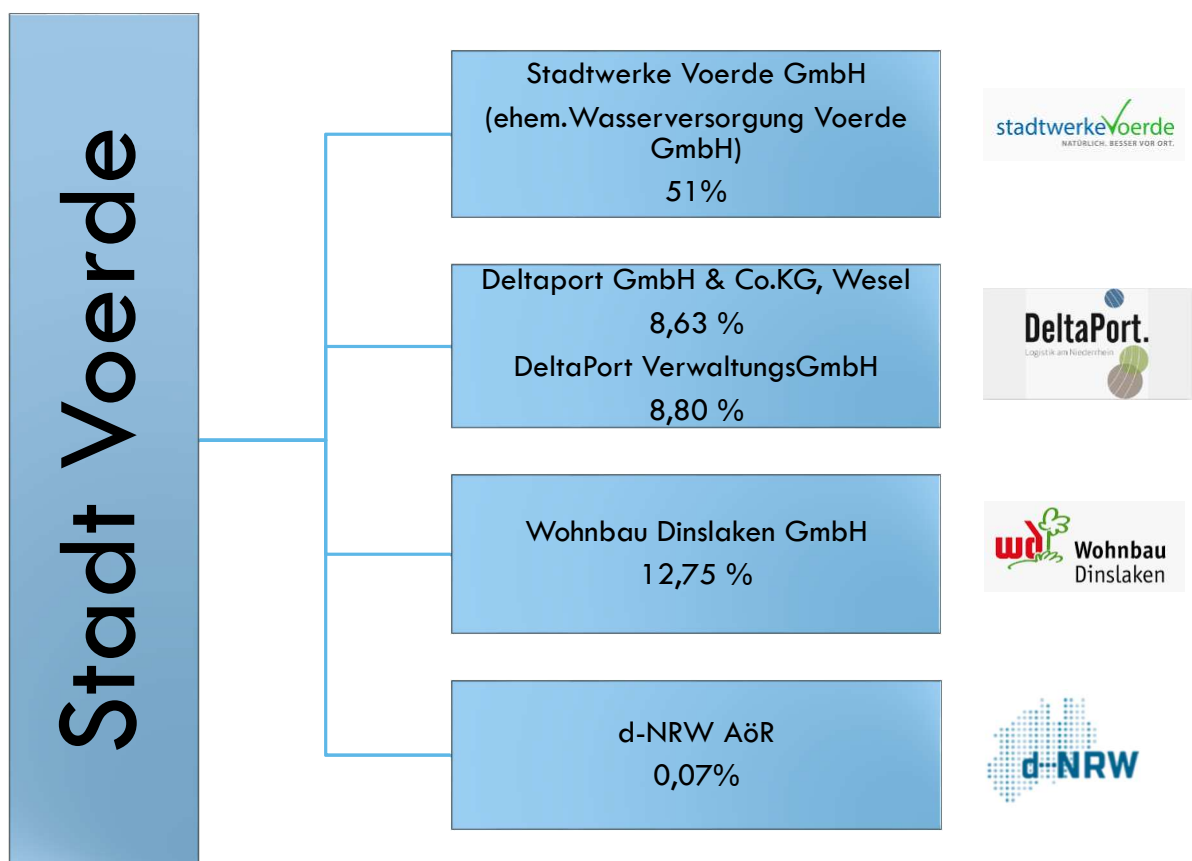 Stadt Voerde
Stadtwerke Voerde GmbH
(ehem.Wasserversorgung Voerde
GmbH)
51%
stadtwerkeVoerde
NATÜRLICH. BESSER VOR ORT.
Deltaport GmbH & Co.KG, Wesel
8,63 %
DeltaPort VerwaltungsGmbH
8,80 %
DeltaPort.
Logistik am Niederrhein
Wohnbau Dinslaken GmbH
12,75 %
wd
Wohnbau
Dinslaken
d-NRW AöR
0,07%
d-NRW